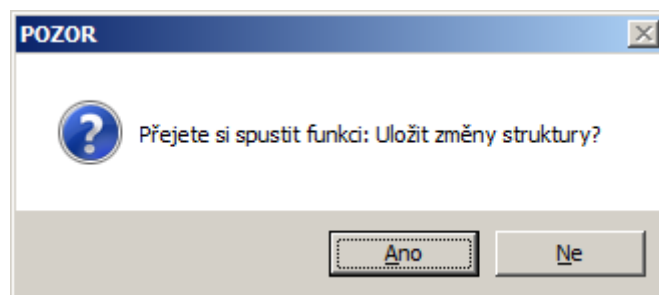 POZOR
Přejete si spustit funkci: Uložit změny struktury?
Ano
Ne